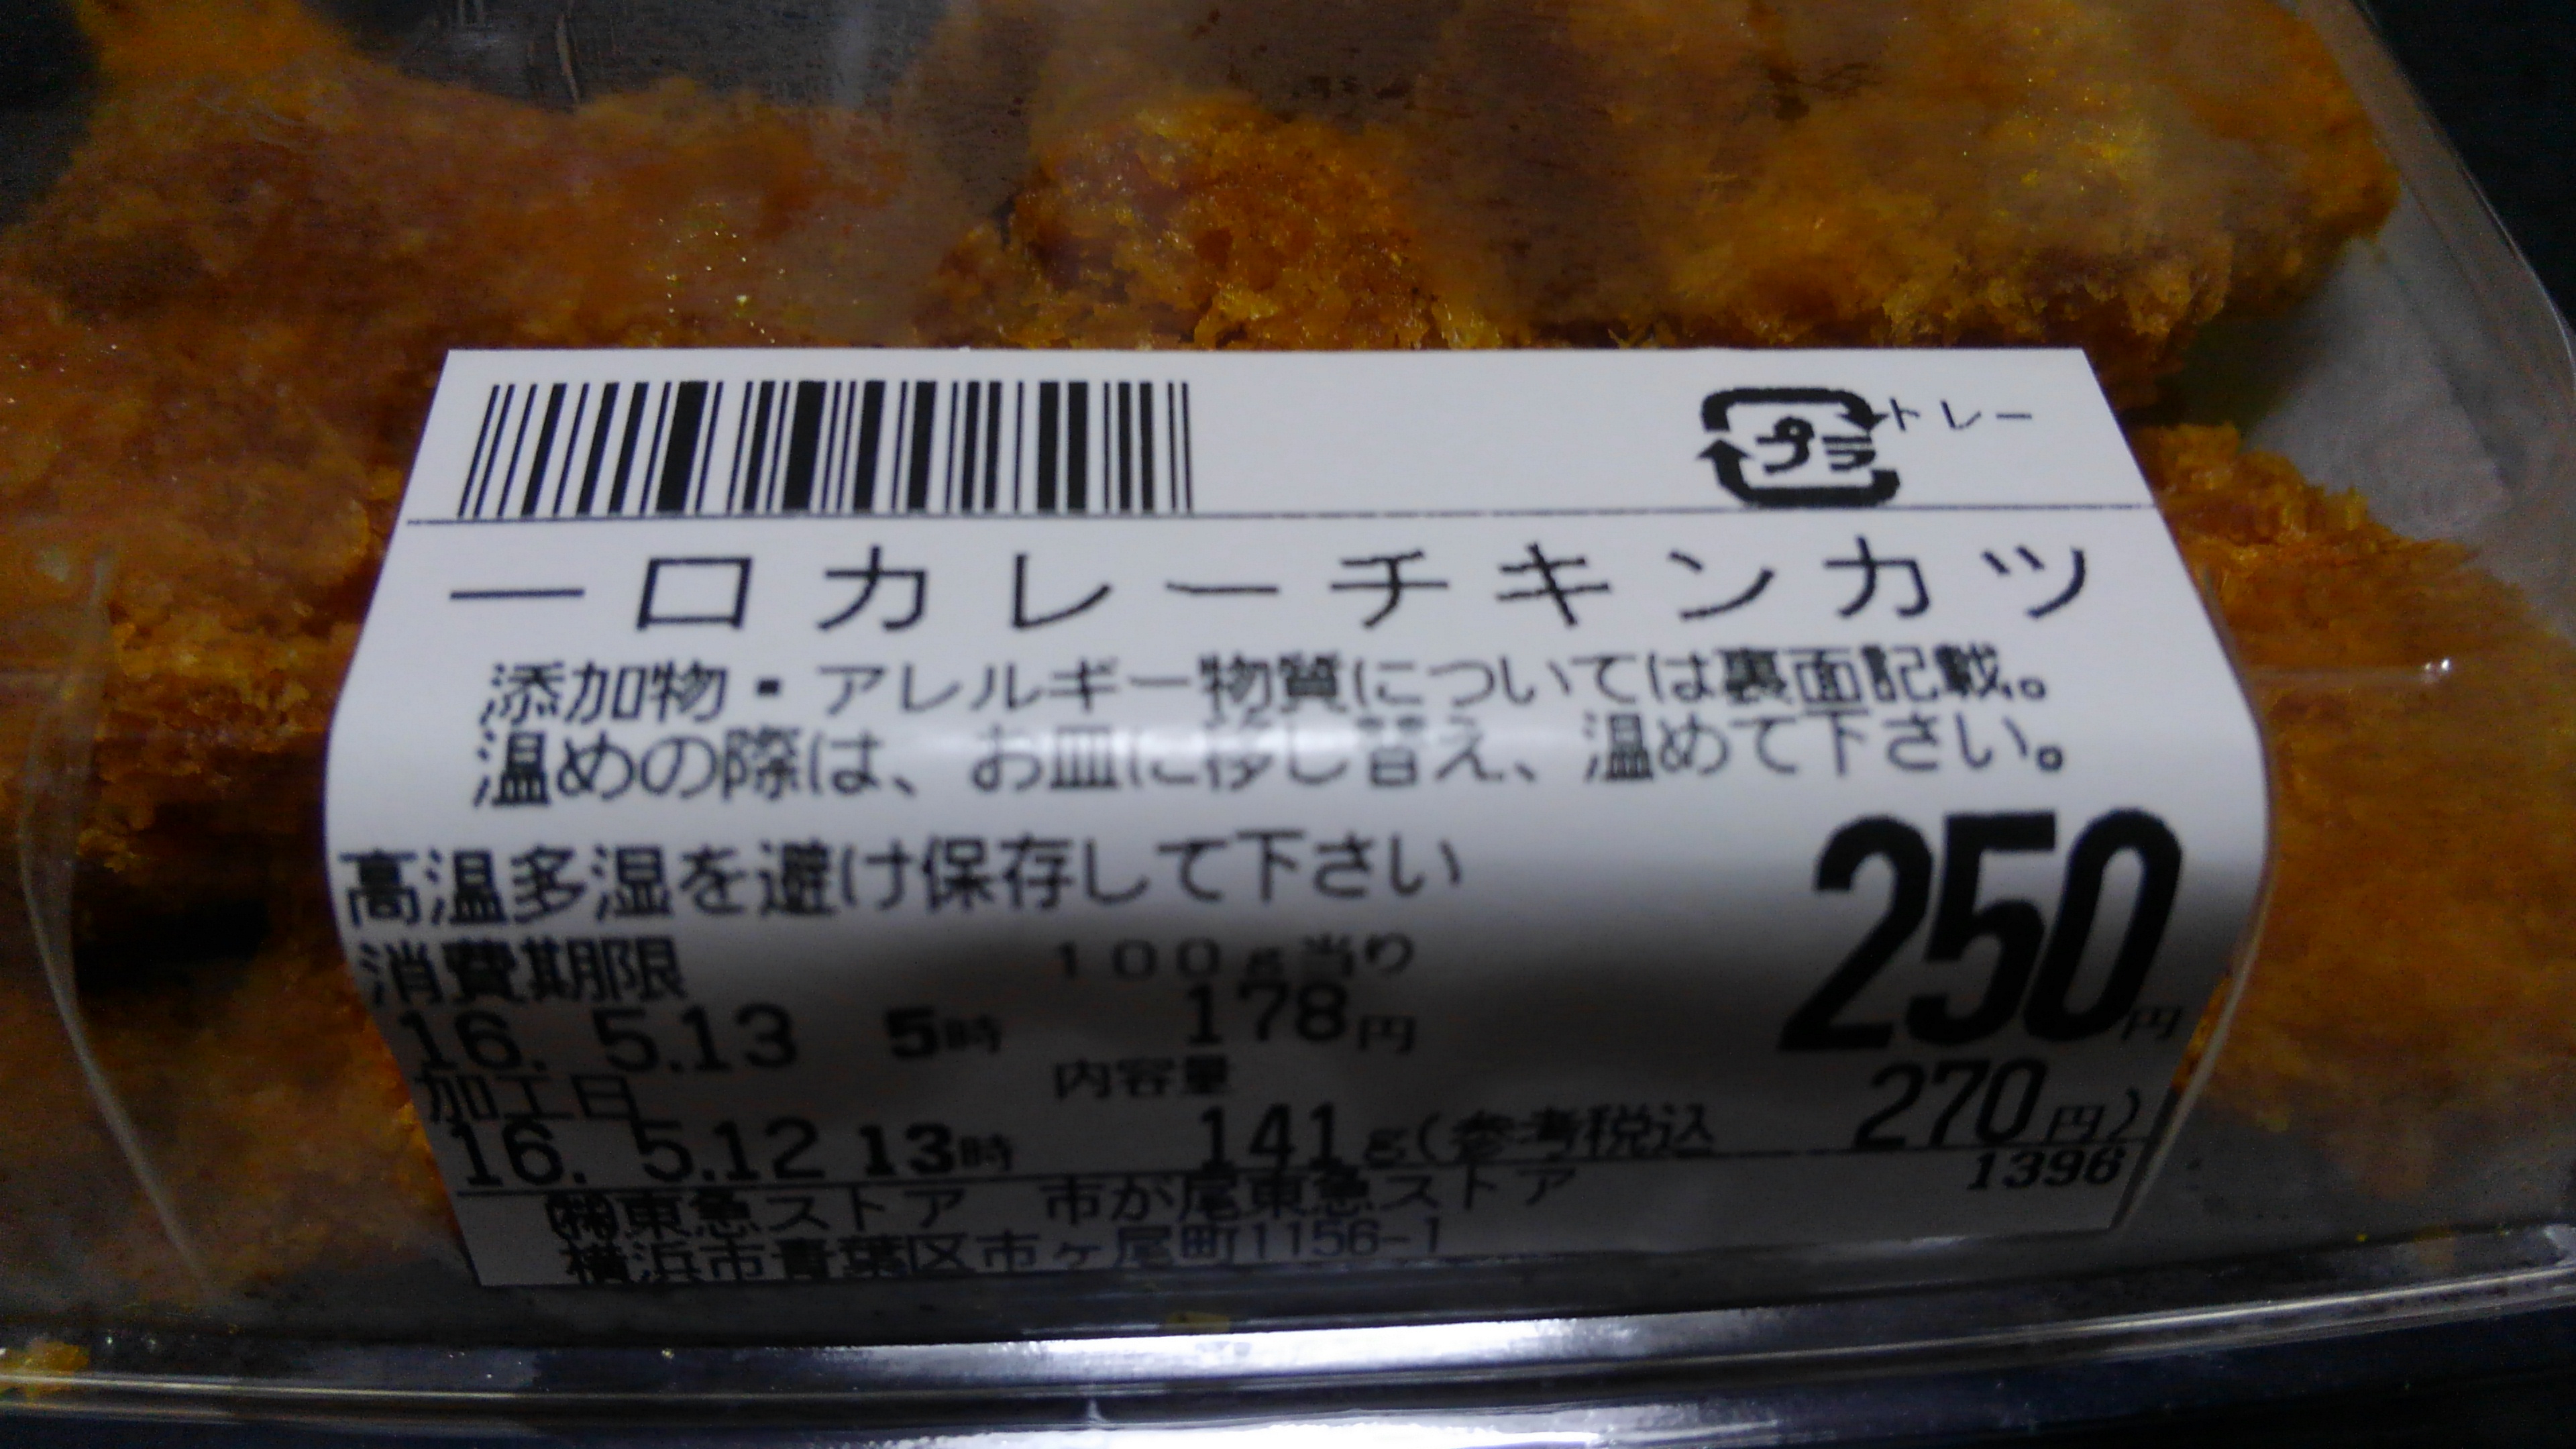 プラ トレー
一口カレーチキンカツ
添加物・アレルギー物質については裏面記載。
温めの際は、お皿に移し替え、温めて下さい。
高温多湿を避け保存して下さい
消費期限 100g当り
16. 5.13 5時 178円 250円
加工日 内容量
16. 5.12 13時 141g(参考税込 270円)
1396
㈱東急ストア 市が尾東急ストア
横浜市青葉区市ヶ尾町1156-1